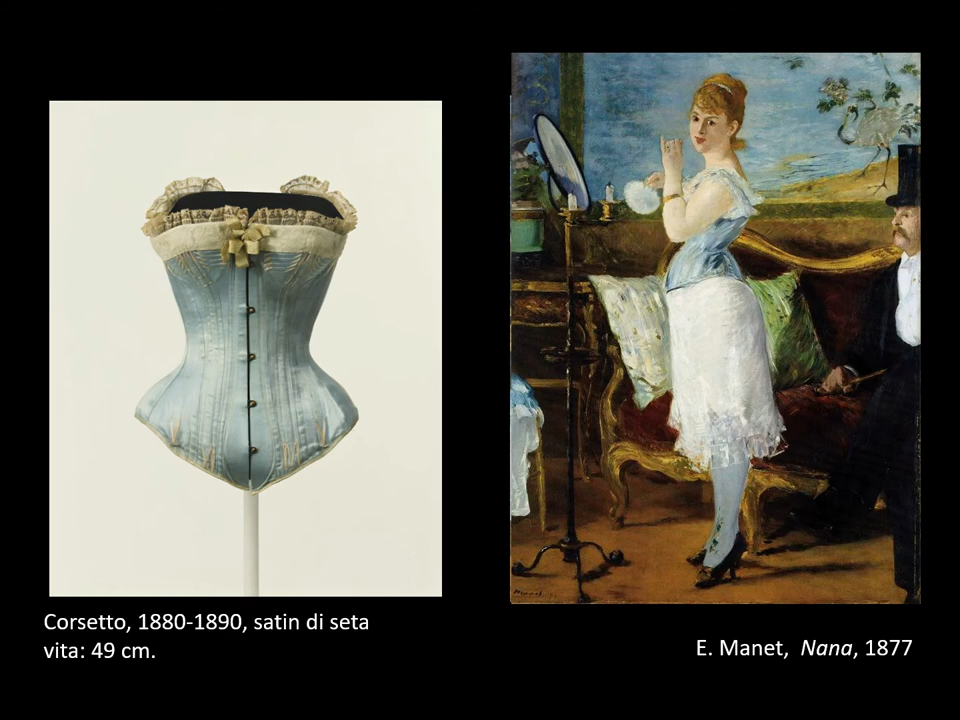 Corsetto, 1880-1890, satin di seta
vita: 49 cm.
E. Manet, Nana, 1877